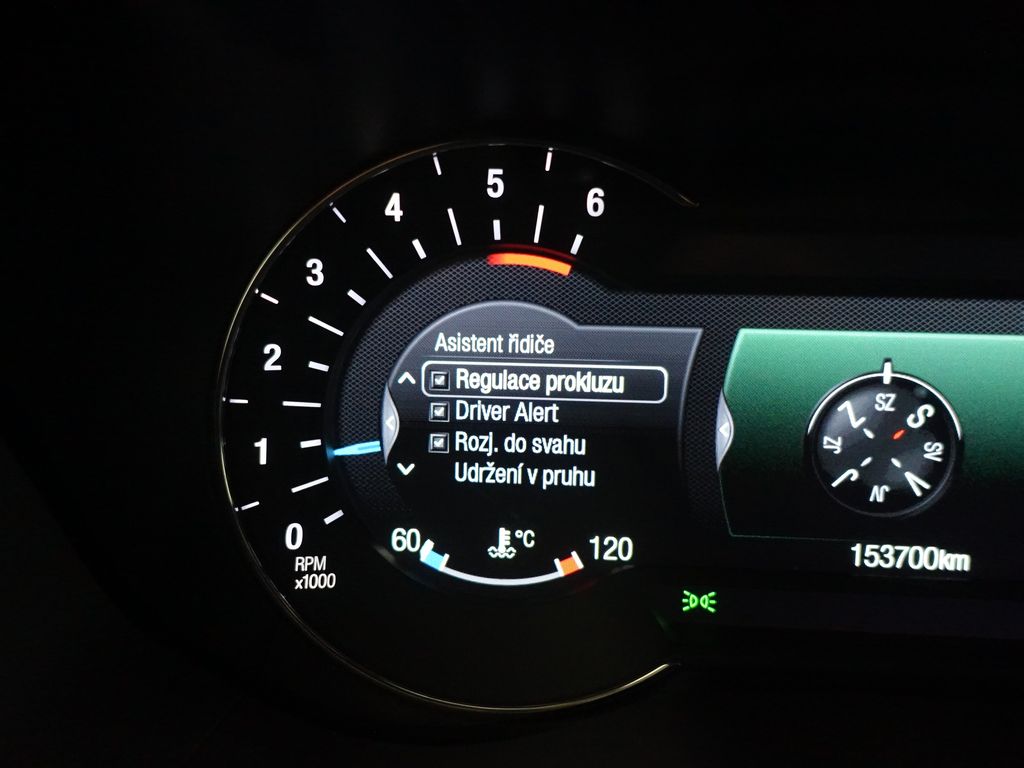 6
5
4
3
2
1
0
RPM
x1000
Asistent řidiče
Regulace prokluzu
Driver Alert
Rozj. do svahu
Udržení v pruhu
60 °C 120
SZ
S
SV
V
JV
J
JZ
Z
153700km